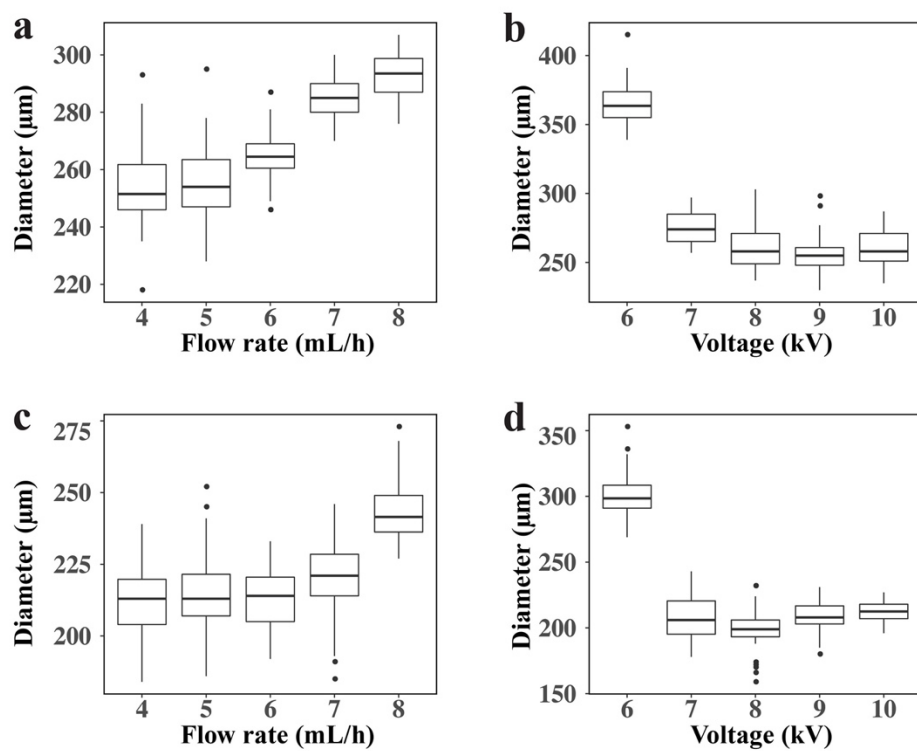 a
300
280
260
240
220
Diameter (μm)
4 5 6 7 8
Flow rate (mL/h)
b
400
350
300
250
Diameter (μm)
6 7 8 9 10
Voltage (kV)
c
275
250
225
200
Diameter (μm)
4 5 6 7 8
Flow rate (mL/h)
d
350
300
250
200
150
Diameter (μm)
6 7 8 9 10
Voltage (kV)